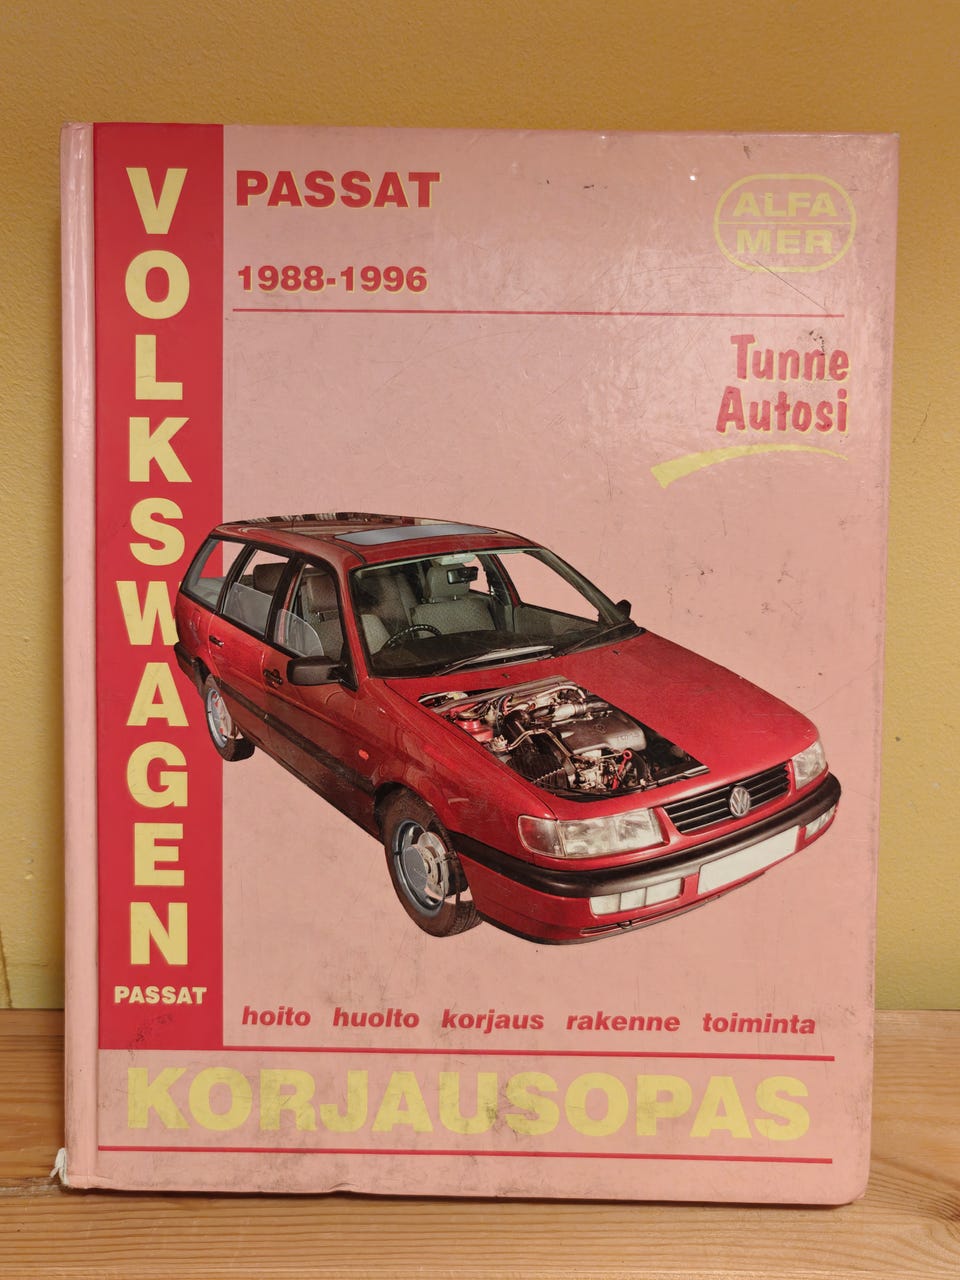 VOLKSWAGEN
PASSAT
PASSAT
1988-1996
ALFA
MER
Tunne
Autosi
hoito huolto korjaus rakenne toiminta
KORJAUSOPAS